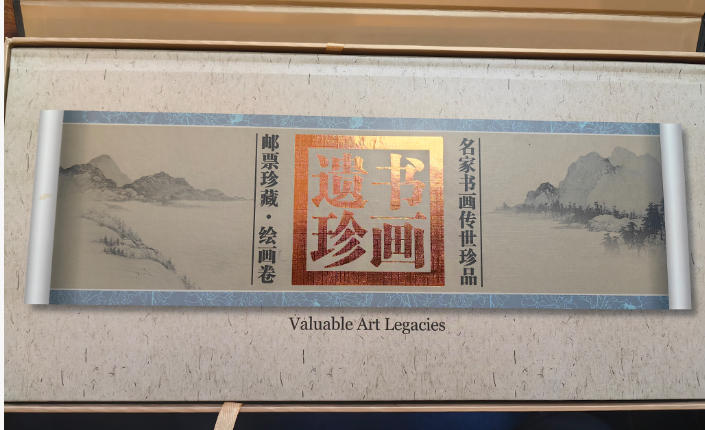 名家书画传世珍品
书画
遗珍
邮票珍�·绘画卷
Valuable Art Legacies